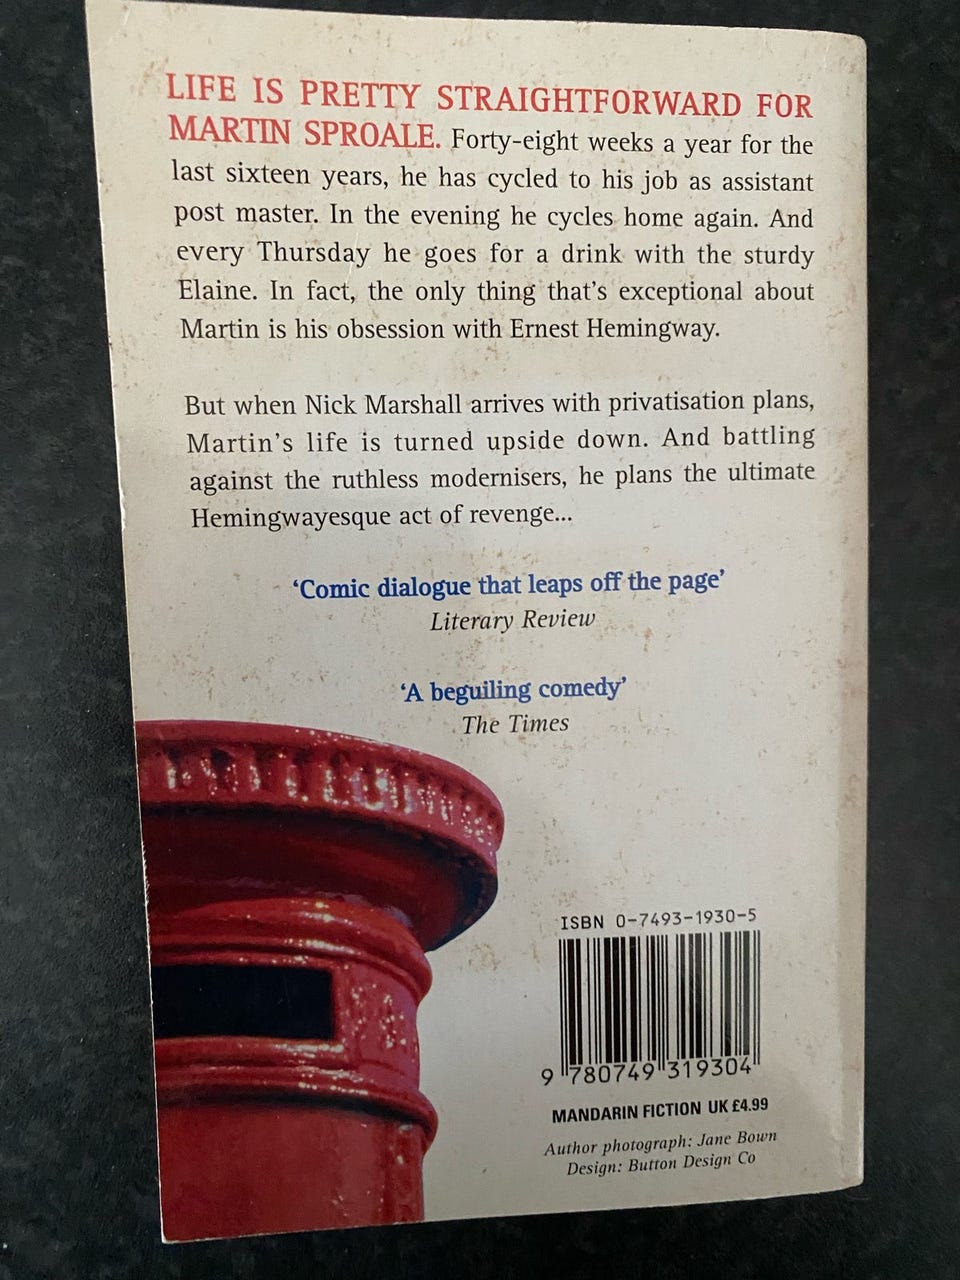 LIFE IS PRETTY STRAIGHTFORWARD FOR
MARTIN SPROALE. Forty-eight weeks a year for the
last sixteen years, he has cycled to his job as assistant
post master. In the evening he cycles home again. And
every Thursday he goes for a drink with the sturdy
Elaine. In fact, the only thing that's exceptional about
Martin is his obsession with Ernest Hemingway.
But when Nick Marshall arrives with privatisation plans,
Martin's life is turned upside down. And battling
against the ruthless modernisers, he plans the ultimate
Hemingwayesque act of revenge...
‘Comic dialogue that leaps off the page’
Literary Review
‘A beguiling comedy’
The Times
ISBN 0-7493-1930-5
9 780749 319304
MANDARIN FICTION UK £4.99
Author photograph: Jane Bown
Design: Button Design Co